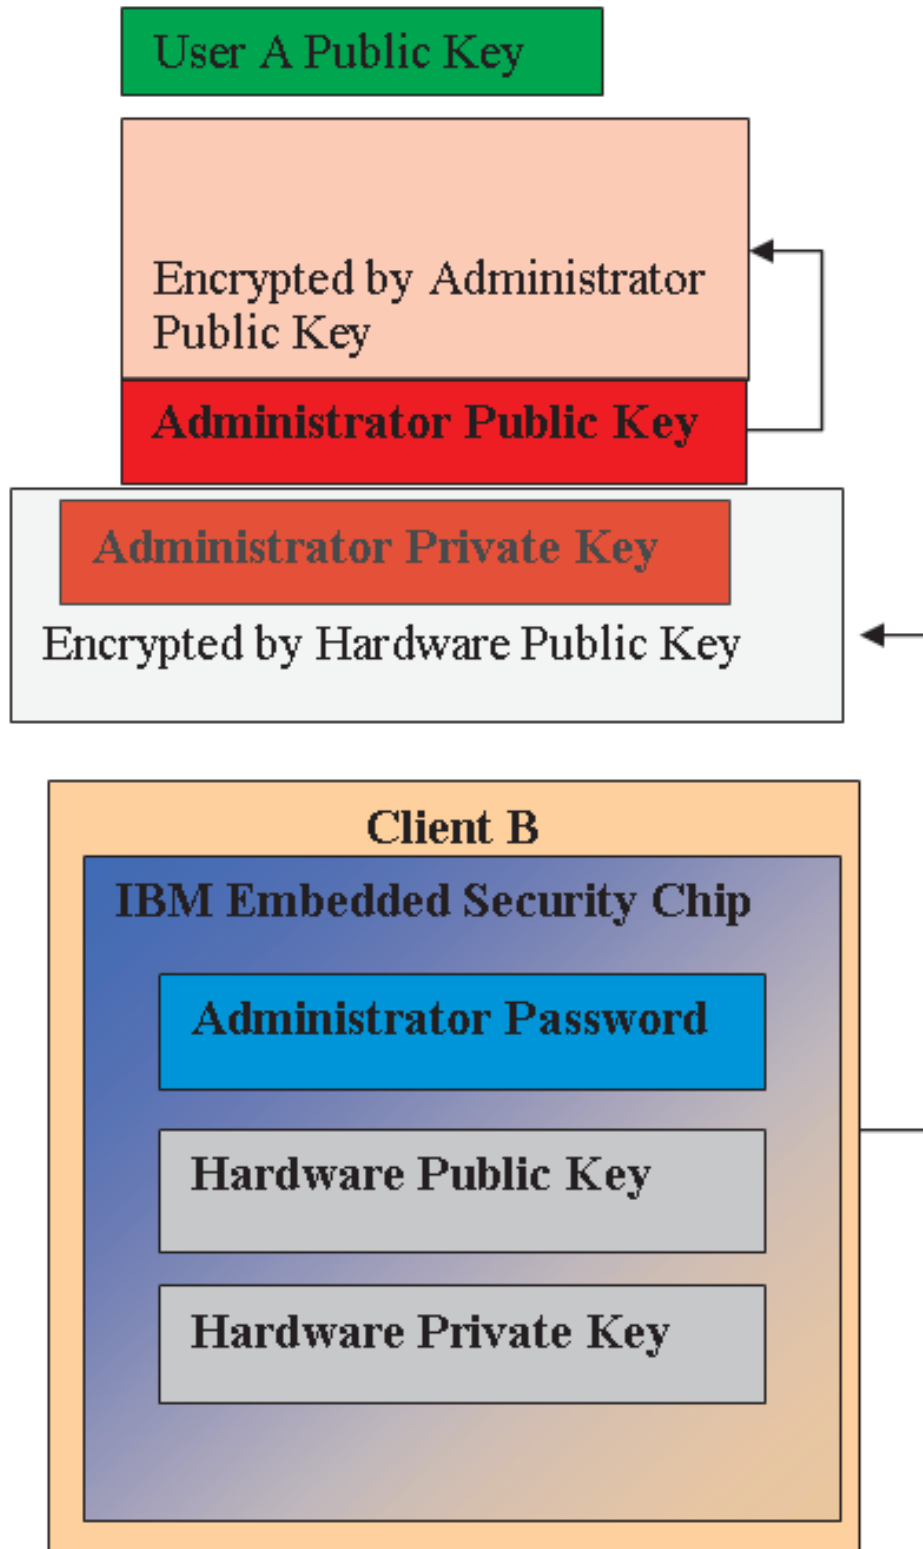 User A Public Key
Encrypted by Administrator
Public Key
Administrator Public Key
Administrator Private Key
Encrypted by Hardware Public Key
Client B
IBM Embedded Security Chip
Administrator Password
Hardware Public Key
Hardware Private Key